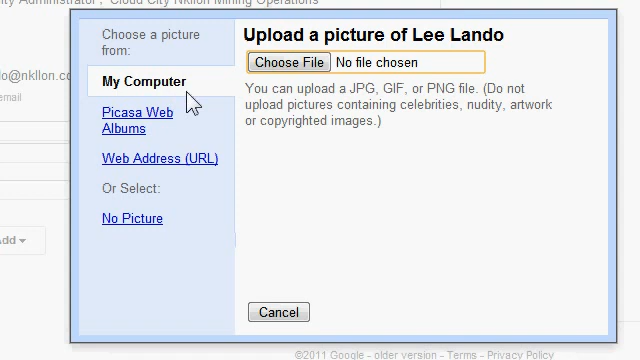 ity Administrator, Cloud City Nkllon Mining Operations
Choose a picture
from:
My Computer
Picasa Web
Albums
Web Address (URL)
Or Select:
No Picture
Upload a picture of Lee Lando
Choose File No file chosen
You can upload a JPG, GIF, or PNG file. (Do not
upload pictures containing celebrities, nudity, artwork
or copyrighted images.)
Cancel
lo@nkllon.co
email
dd
©2011 Google - older version - Terms - Privacy Policy